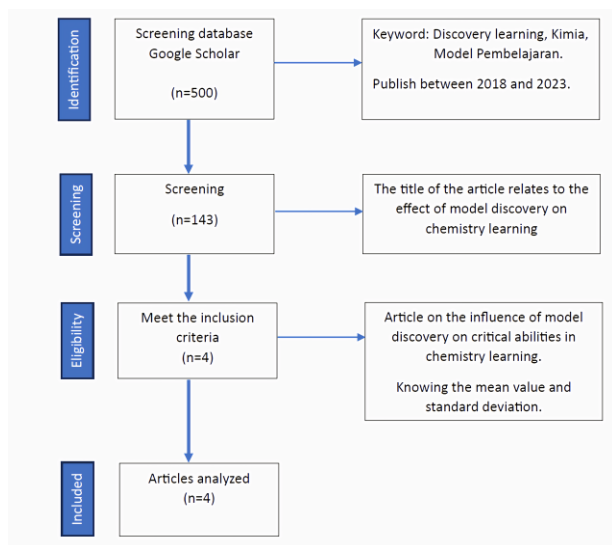 Identification
Screening database
Google Scholar
(n=500)
Keyword: Discovery learning, Kimia,
Model Pembelajaran.
Publish between 2018 and 2023.
Screening
Screening
(n=143)
The title of the article relates to the
effect of model discovery on
chemistry learning
Eligibility
Meet the inclusion
criteria
(n=4)
Article on the influence of model
discovery on critical abilities in
chemistry learning.
Knowing the mean value and
standard deviation.
Included
Articles analyzed
(n=4)